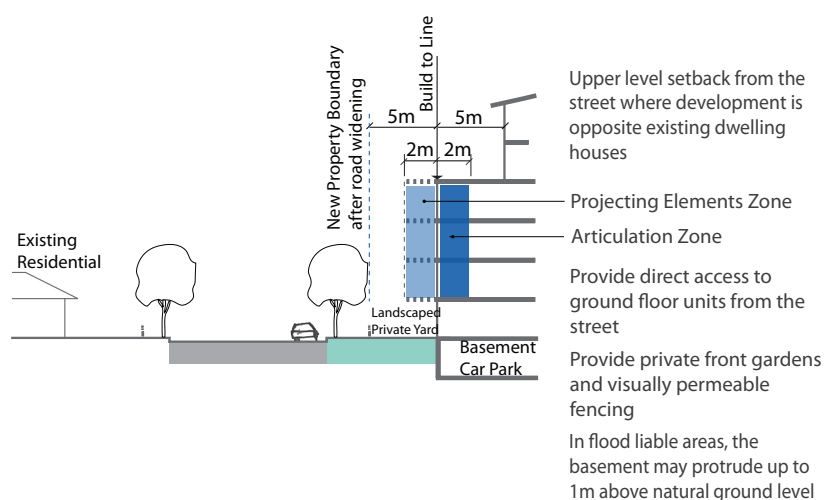 New Property Boundary
after road widening
Build to Line
5m
5m
2m
2m
Existing
Residential
Landscaped
Private Yard
Basement
Car Park
Upper level setback from the
street where development is
opposite existing dwelling
houses
Projecting Elements Zone
Articulation Zone
Provide direct access to
ground floor units from the
street
Provide private front gardens
and visually permeable
fencing
In flood liable areas, the
basement may protrude up to
1m above natural ground level